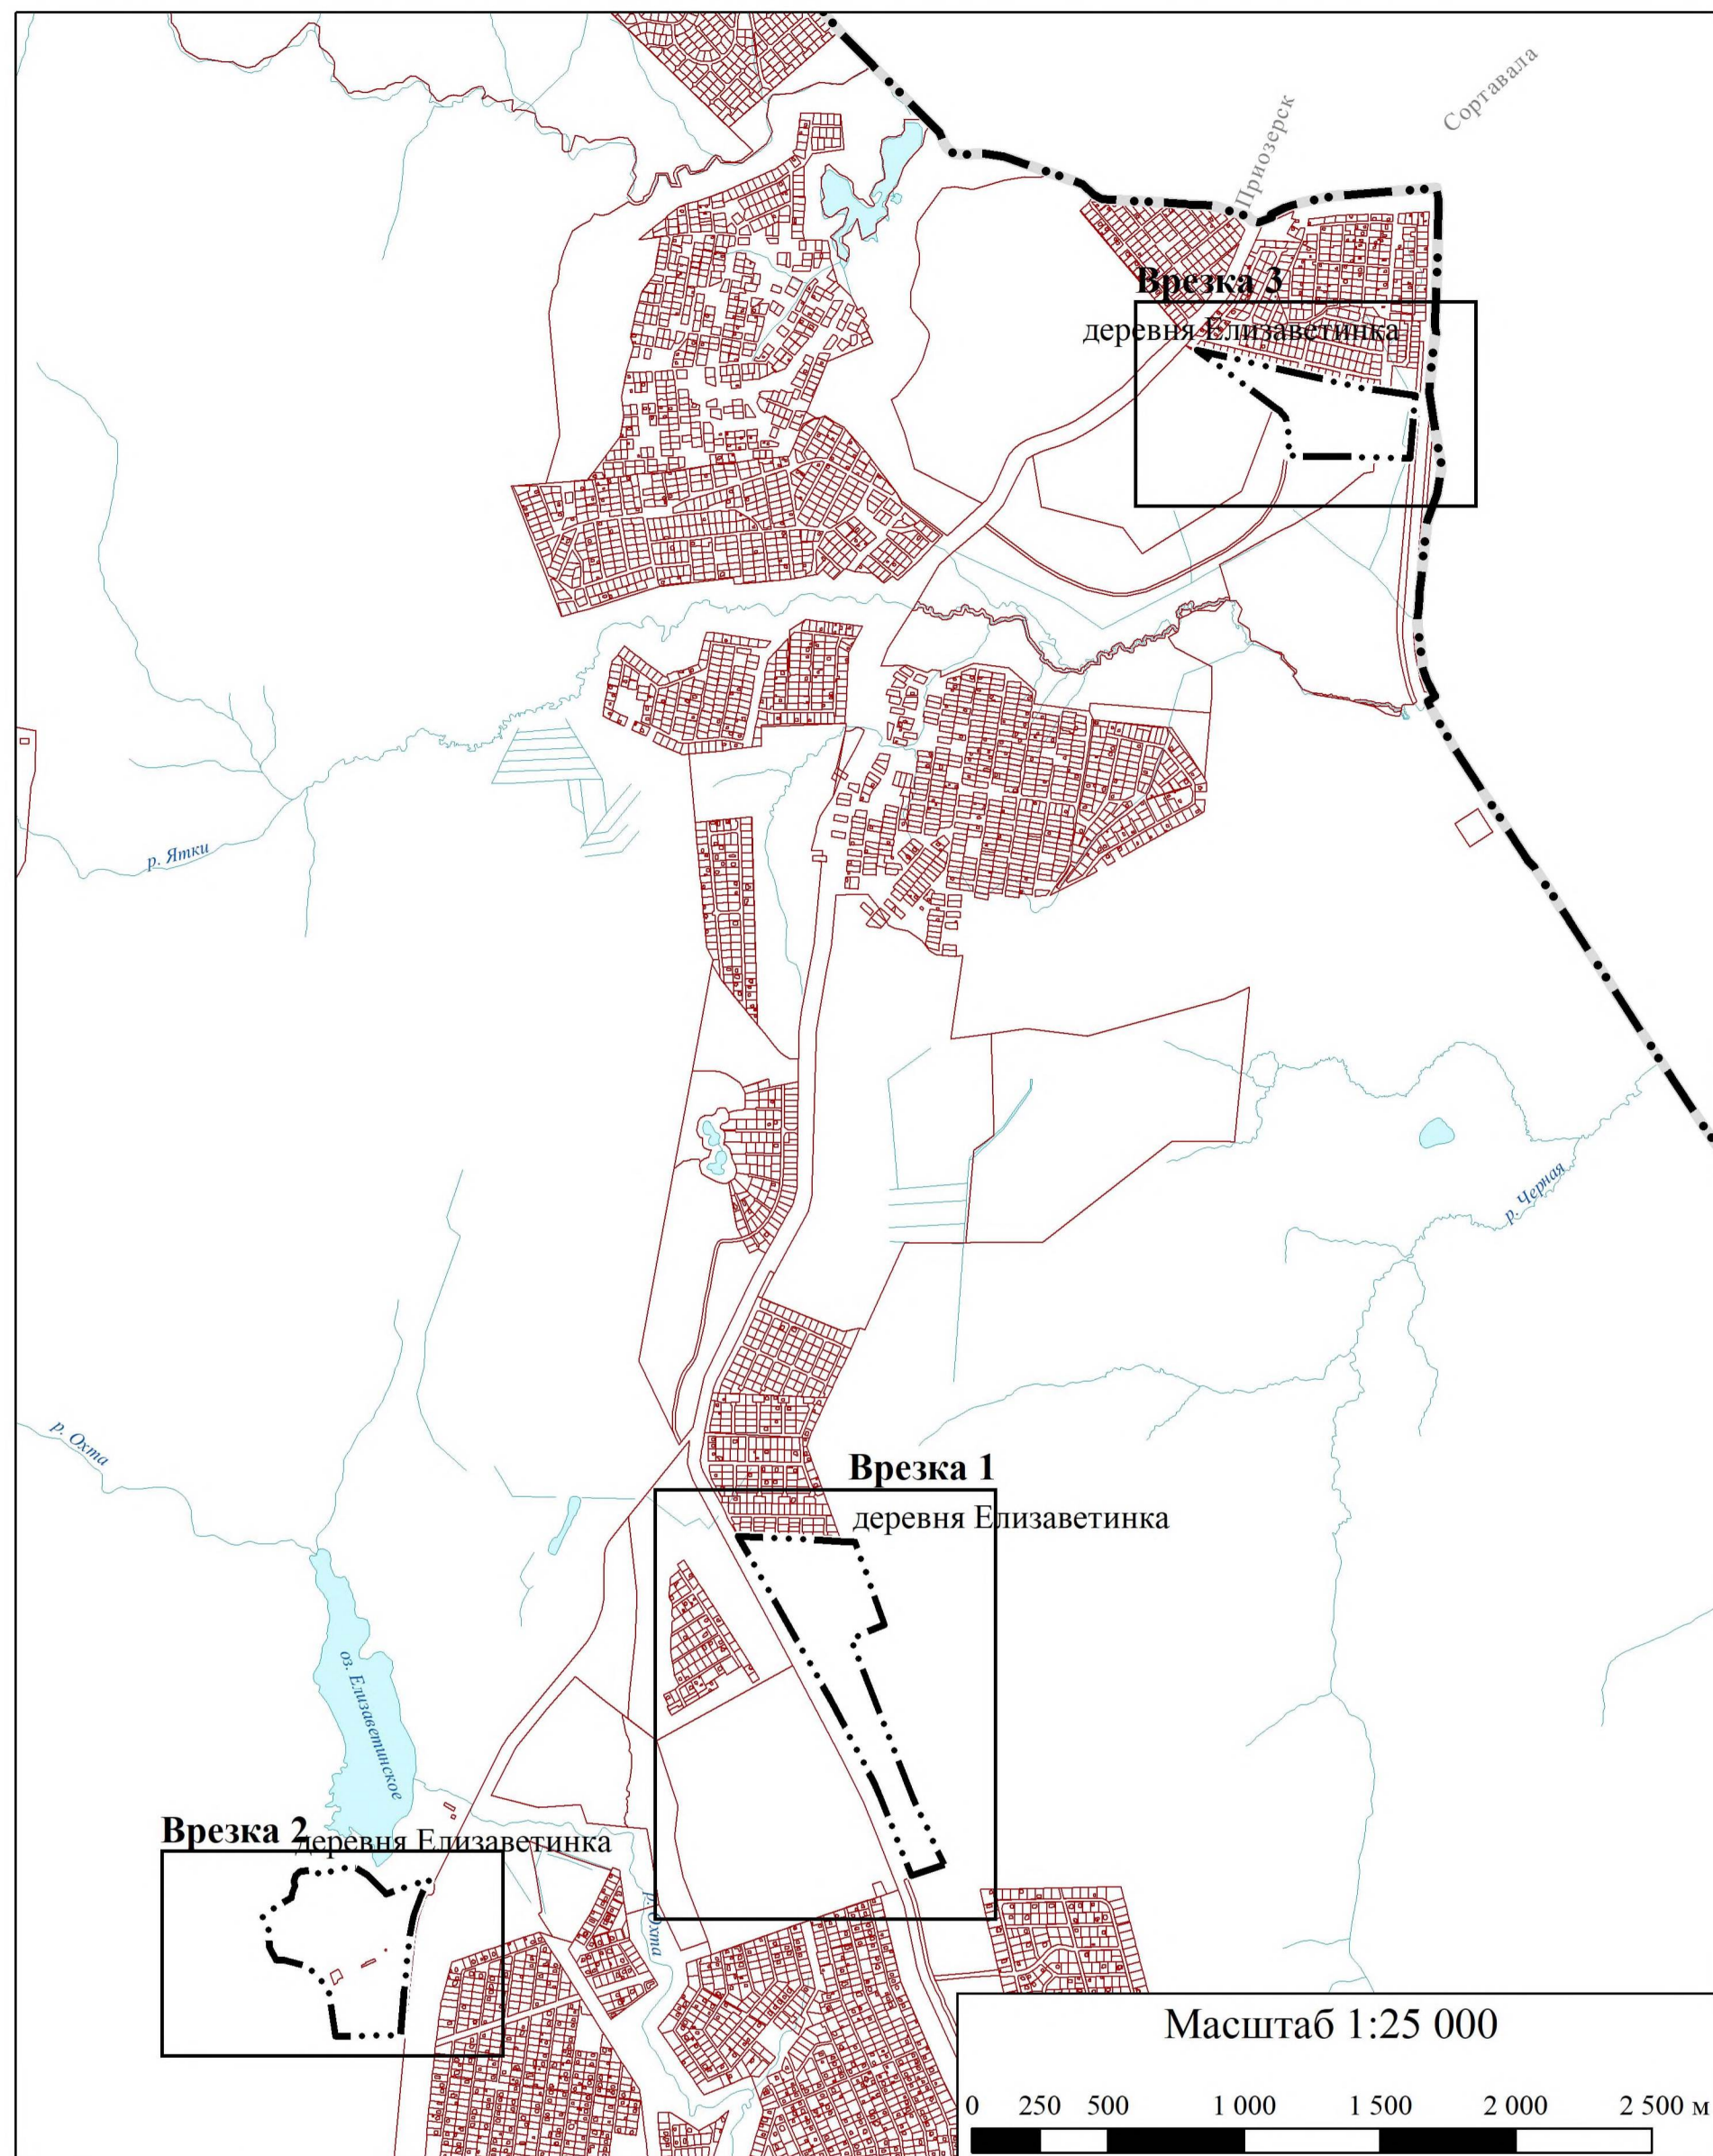 Сортавала
Приозерск
Врезка 3
деревня Елизаветинка
р. Ятки
р. Черная
р. Охта
Врезка 1
деревня Елизаветинка
оз. Елизаветинское
Врезка 2
деревня Елизаветинка
р. Охта
Масштаб 1:25 000
0 250 500 1 000 1 500 2 000 2 500 м